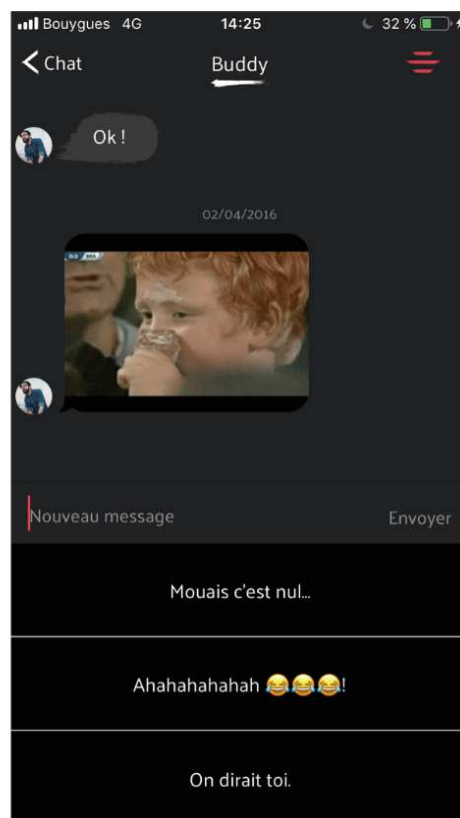 Bouygues 4G 14:25 32 %
Chat Buddy
Ok !
02/04/2016
Nouveau message Envoyer
Mouais c'est nul...
Ahahahahahah 😂😂😂!
On dirait toi.